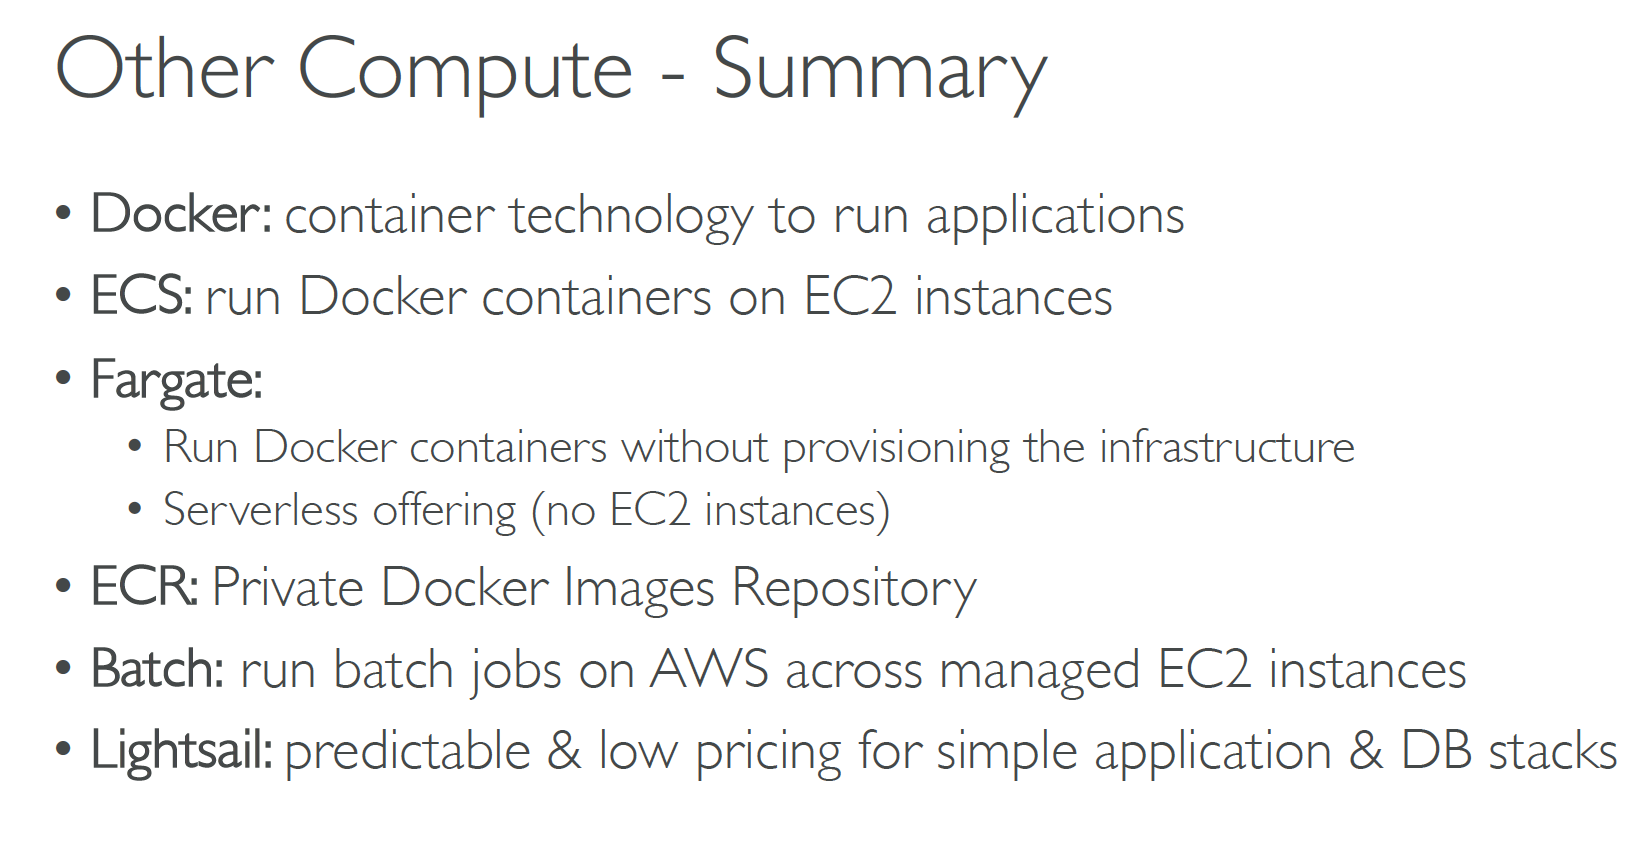 Other Compute - Summary
• Docker: container technology to run applications
• ECS: run Docker containers on EC2 instances
• Fargate:
• Run Docker containers without provisioning the infrastructure
• Serverless offering (no EC2 instances)
• ECR: Private Docker Images Repository
• Batch: run batch jobs on AWS across managed EC2 instances
• Lightsail: predictable & low pricing for simple application & DB stacks